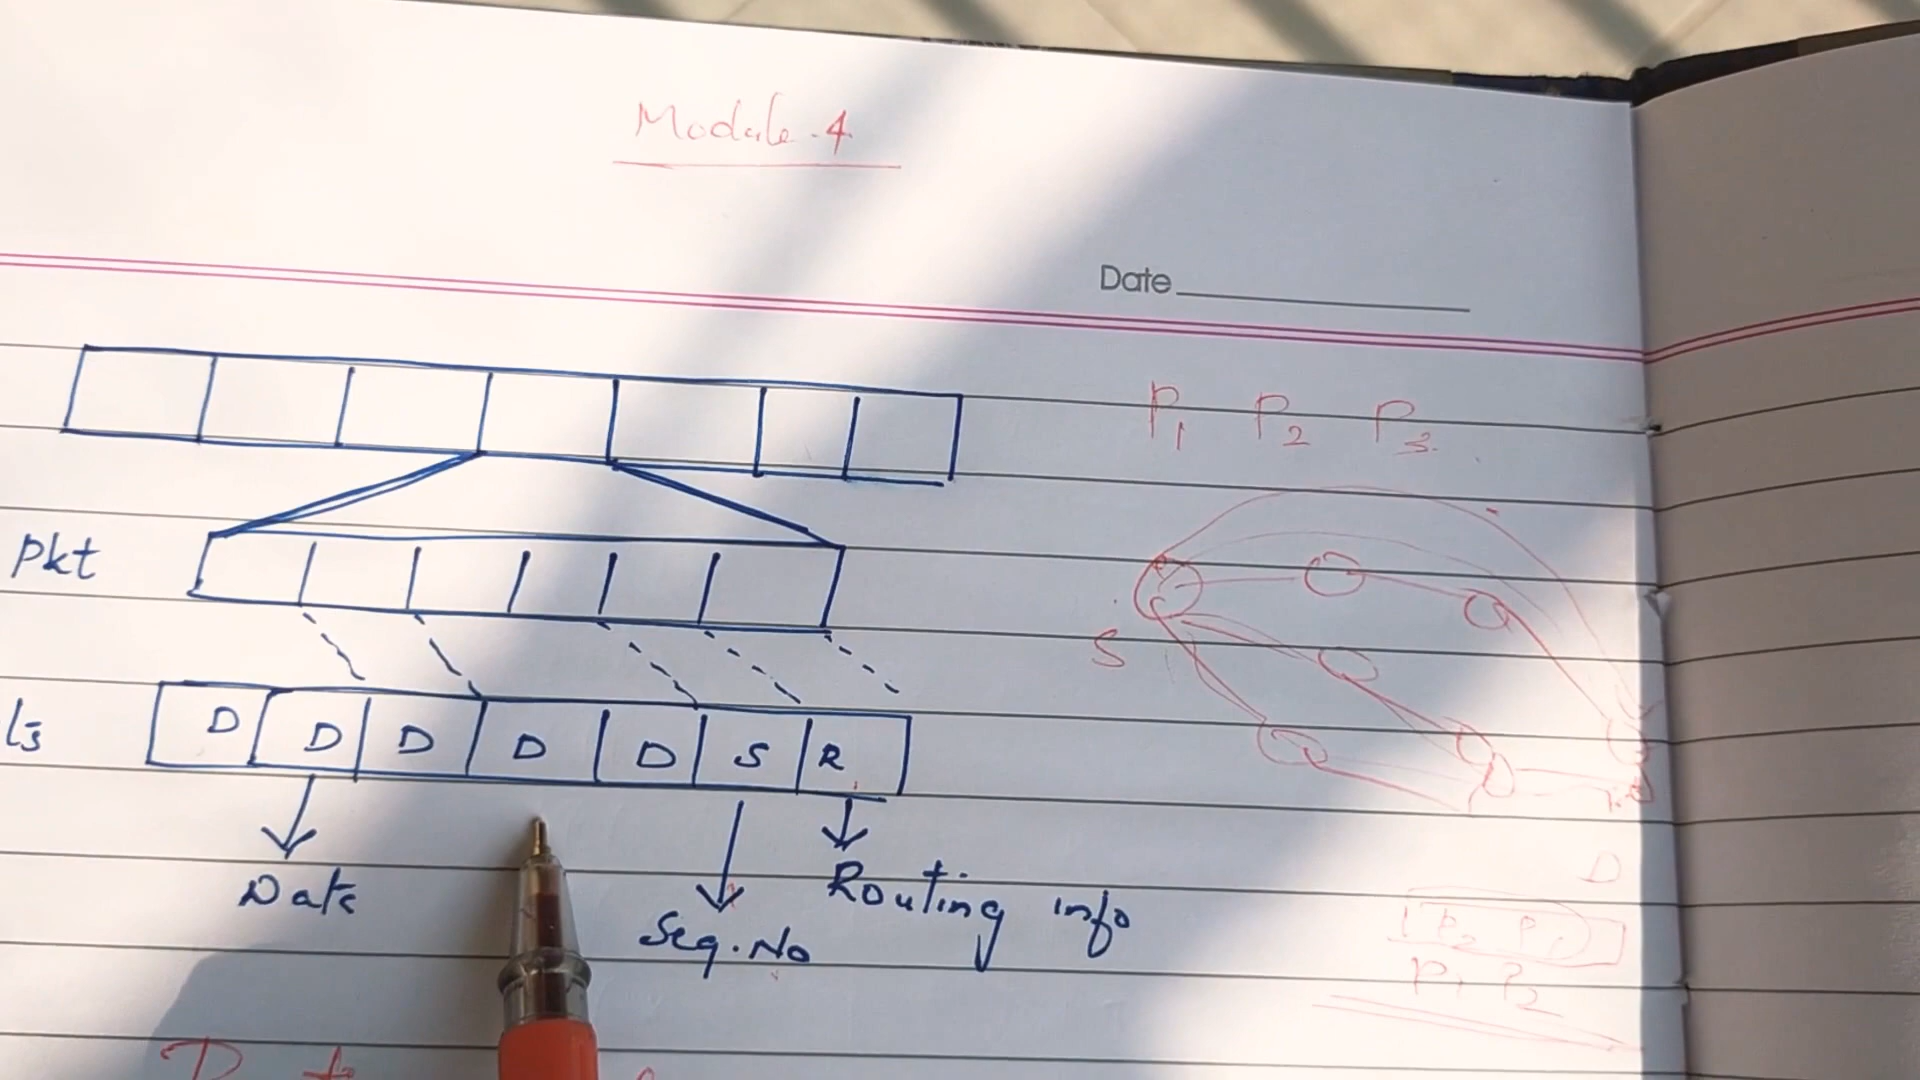 Module.4
Date
P1 P2 P3
Pkt
S
D D D D D S R
Data
Routing info
Seq.No
D
P2 P1
P1 P2